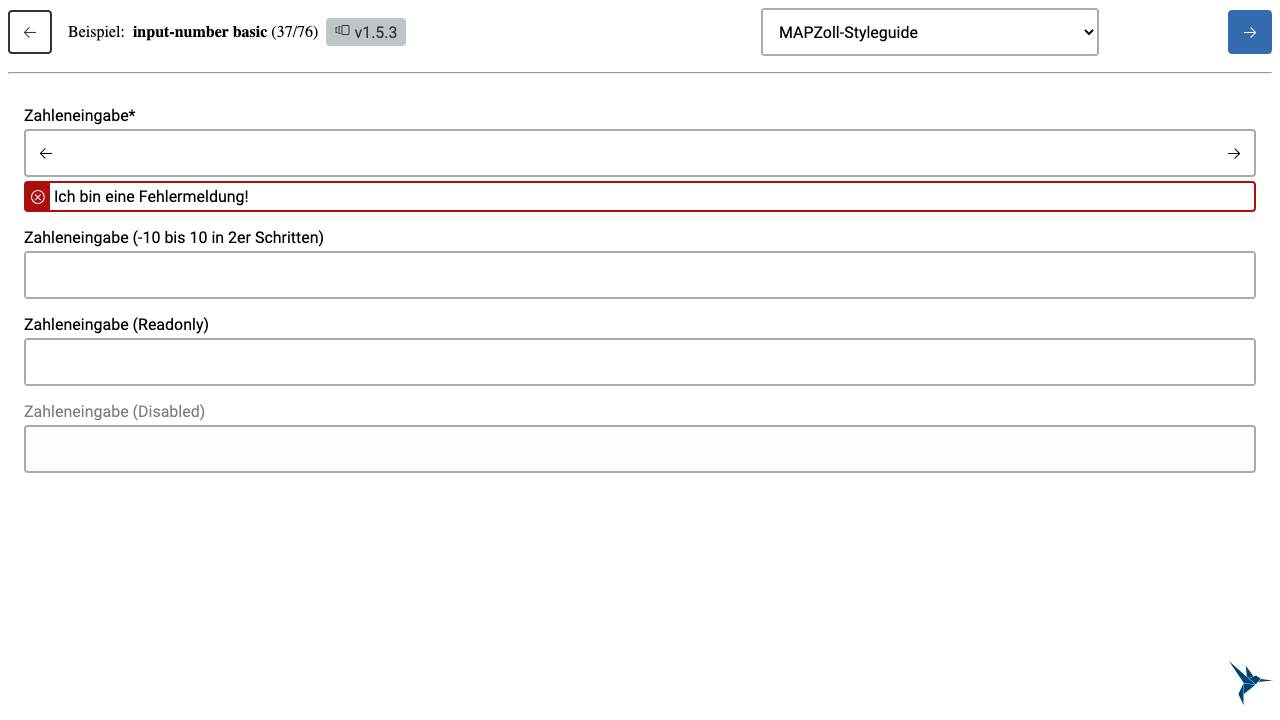 Beispiel: input-number basic (37/76) v1.5.3 MAPZoll-Styleguide
Zahleneingabe*
Ich bin eine Fehlermeldung!
Zahleneingabe (-10 bis 10 in 2er Schritten)
Zahleneingabe (Readonly)
Zahleneingabe (Disabled)